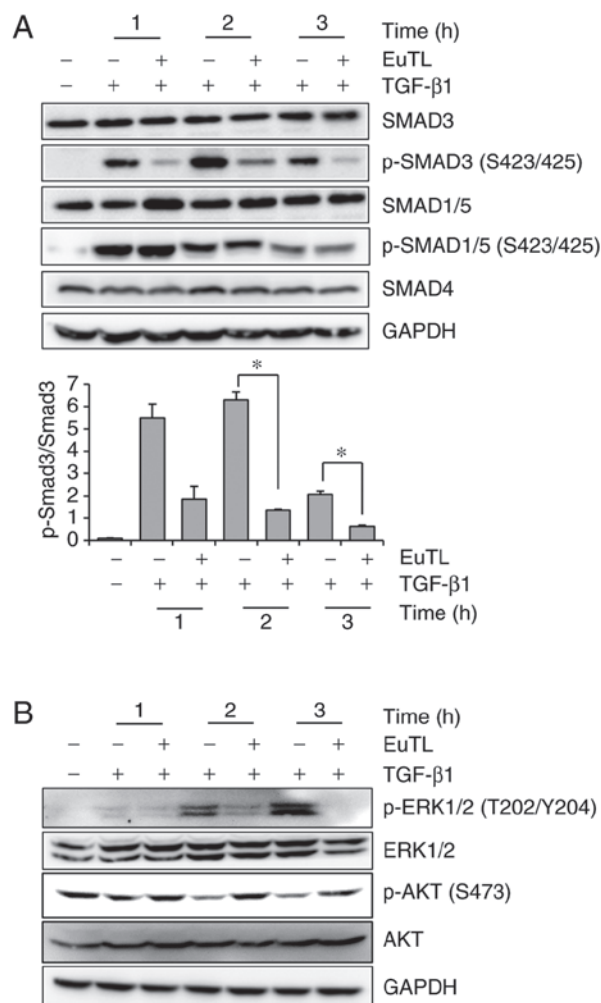 A
1 2 3 Time (h)
– – + – + – + EuTL
– + + + + + + TGF-β1
SMAD3
p-SMAD3 (S423/425)
SMAD1/5
p-SMAD1/5 (S423/425)
SMAD4
GAPDH
p-Smad3/Smad3
7
6
5
4
3
2
1
0
* *
– – + – + – + EuTL
– + + + + + + TGF-β1
1 2 3 Time (h)
B
1 2 3 Time (h)
– – + – + – + EuTL
– + + + + + + TGF-β1
p-ERK1/2 (T202/Y204)
ERK1/2
p-AKT (S473)
AKT
GAPDH